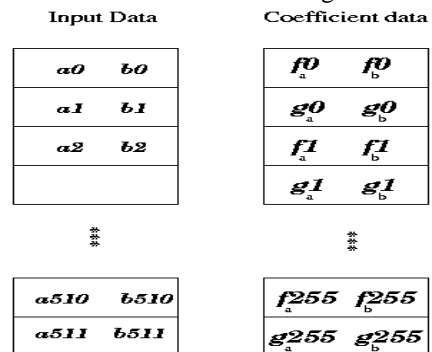 Input Data Coefficient data
a0 b0 f0a f0b
a1 b1 g0a g0b
a2 b2 f1a f1b
g1a g1b
* * * * * *
a510 b510 f255a f255b
a511 b511 g255a g255b